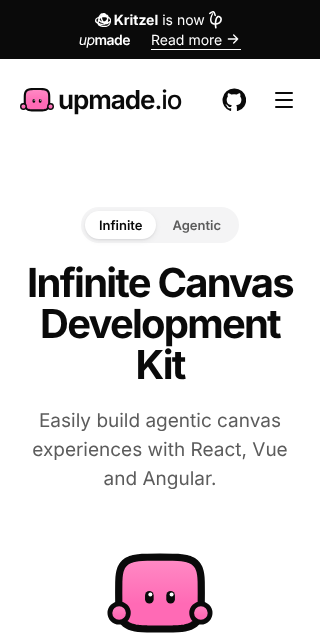 Kritzel is now
upmade Read more →
upmade.io
Infinite Agentic
Infinite Canvas
Development
Kit
Easily build agentic canvas
experiences with React, Vue
and Angular.